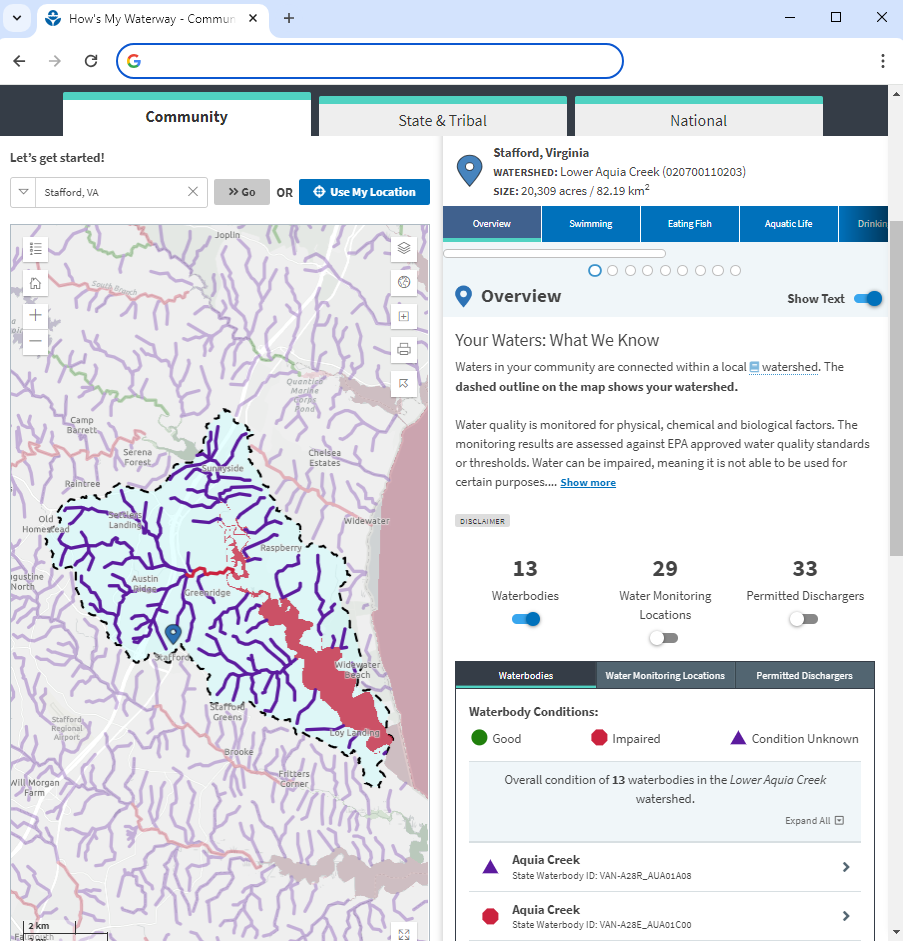 How's My Waterway - Commun
Community
State & Tribal
National
Let's get started!
Stafford, VA
Go
OR
Use My Location
Stafford, Virginia
WATERSHED: Lower Aquia Creek (020700110203)
SIZE: 20,309 acres / 82.19 km2
Overview
Swimming
Eating Fish
Aquatic Life
Drinkin
Overview
Show Text
Your Waters: What We Know
Waters in your community are connected within a local watershed. The
dashed outline on the map shows your watershed.
Water quality is monitored for physical, chemical and biological factors. The
monitoring results are assessed against EPA approved water quality standards
or thresholds. Water can be impaired, meaning it is not able to be used for
certain purposes.... Show more
DISCLAIMER
13
Waterbodies
29
Water Monitoring
Locations
33
Permitted Dischargers
Waterbodies
Water Monitoring Locations
Permitted Dischargers
Waterbody Conditions:
Good
Impaired
Condition Unknown
Overall condition of 13 waterbodies in the Lower Aquia Creek
watershed.
Expand All
Aquia Creek
State Waterbody ID: VAN-A28R_AUA01A08
Aquia Creek
State Waterbody ID: VAN-A28E_AUA01C00
Joplin
South Branch
Quantico
Marine
Corps
Camp
Barrett
Serena
Forest
Chelsea
Estates
Sunnyside
Raintree
Old
Homestead
Settlers
Landing
Widewater
Raspberry
gustine
North
Austin
Ridge
Greenridge
Stafford
Widewater
Beach
Stafford
Greens
Stafford
Regional
Airport
Loy Landing
Brooke
Fritters
Corner
Will Morgan
Farm
2 km
Falmouth